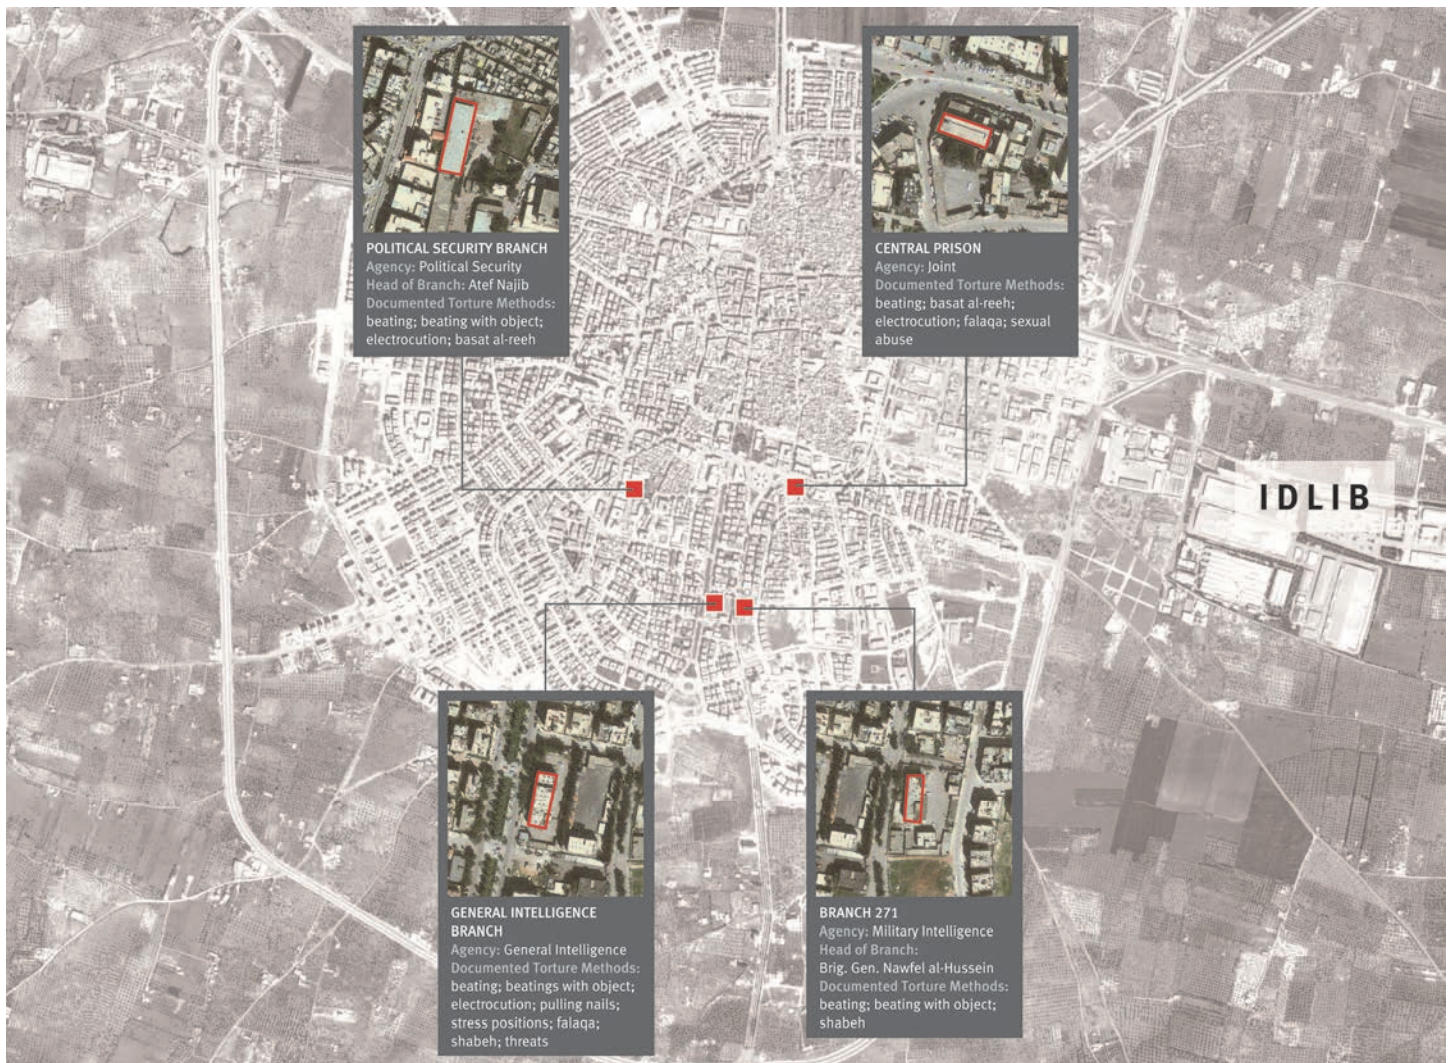 POLITICAL SECURITY BRANCH
Agency: Political Security
Head of Branch: Atef Najib
Documented Torture Methods:
beating; beating with object;
electrocution; basat al-reeh
CENTRAL PRISON
Agency: Joint
Documented Torture Methods:
beating; basat al-reeh;
electrocution; falaqa; sexual
abuse
IDLIB
GENERAL INTELLIGENCE
BRANCH
Agency: General Intelligence
Documented Torture Methods:
beating; beatings with object;
electrocution; pulling nails;
stress positions; falaqa;
shabeh; threats
BRANCH 271
Agency: Military Intelligence
Head of Branch:
Brig. Gen. Nawfel al-Hussein
Documented Torture Methods:
beating; beating with object;
shabeh